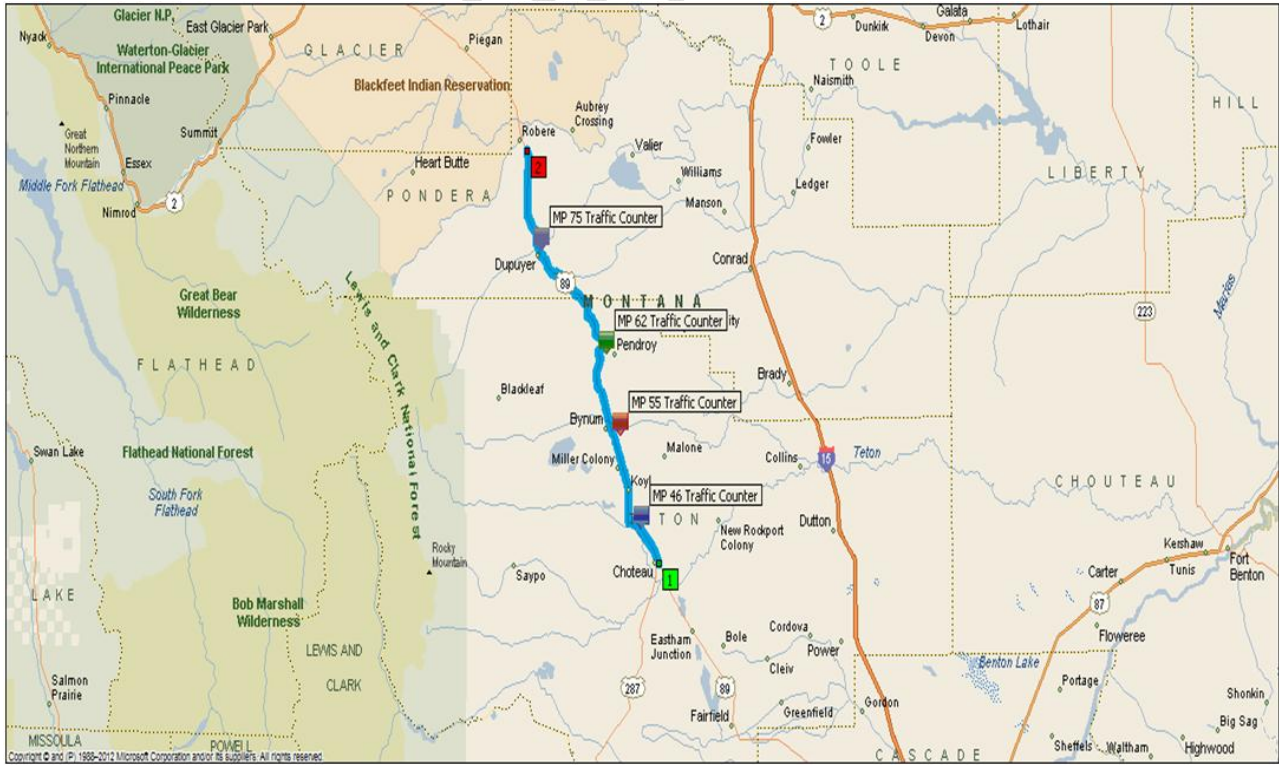 Glacier N.P.
Nyack
East Glacier Park
Waterton-Glacier
International Peace Park
GLACIER
Piegan
2
Dunkirk
Devon
Galata
Lothair
TOOLE
Blackfeet Indian Reservation
Naismith
HILL
Pinnacle
Great
Northern
Mountain
Summit
Aubrey
Crossing
Robere
Essex
Heart Butte
Valier
Fowler
Middle Fork Flathead
Nimrod
2
PONDERA
2
Williams
Manson
Ledger
LIBERTY
MP 75 Traffic Counter
Dupuyer
Conrad
89
Great Bear
Wilderness
MONTANA
Marias
223
MP 62 Traffic Counter
ity
Pendroy
Lewis and Clark National Forest
FLATHEAD
Blackleaf
Brady
MP 55 Traffic Counter
Bynum
Swan Lake
Flathead National Forest
Miller Colony
Malone
Collins
15
Teton
CHOUTEAU
South Fork
Flathead
Koyl
MP 46 Traffic Counter
TON
New Rockport
Colony
Dutton
Kershaw
Tunis
Fort
Benton
Rocky
Mountain
Saypo
Choteau
1
Carter
87
LAKE
Bob Marshall
Wilderness
Floweree
LEWIS AND
CLARK
Eastham
Junction
Bole
Cordova
Power
Cleiv
Benton Lake
Salmon
Prairie
287
89
Portage
Shonkin
Fairfield
Greenfield
Gordon
Big Sag
MISSOULA
POWELL
CASCADE
Sheffels
Waltham
Highwood
Copyright © and (P) 1988–2012 Microsoft Corporation and/or its suppliers. All rights reserved.